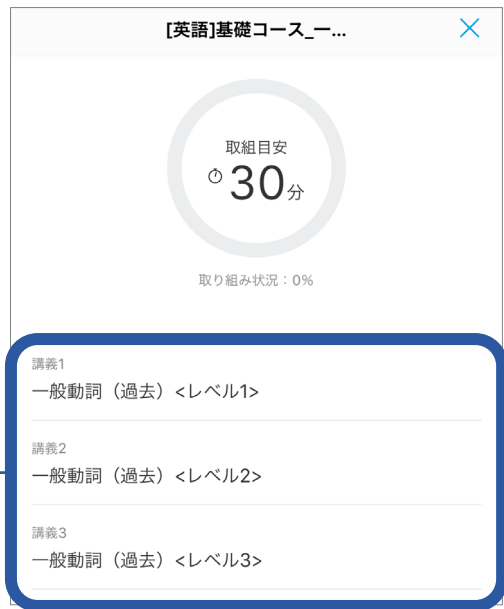 [英語]基礎コース_一...
取組目安
30分
取り組み状況：0%
講義1
一般動詞（過去）<レベル1>
講義2
一般動詞（過去）<レベル2>
講義3
一般動詞（過去）<レベル3>